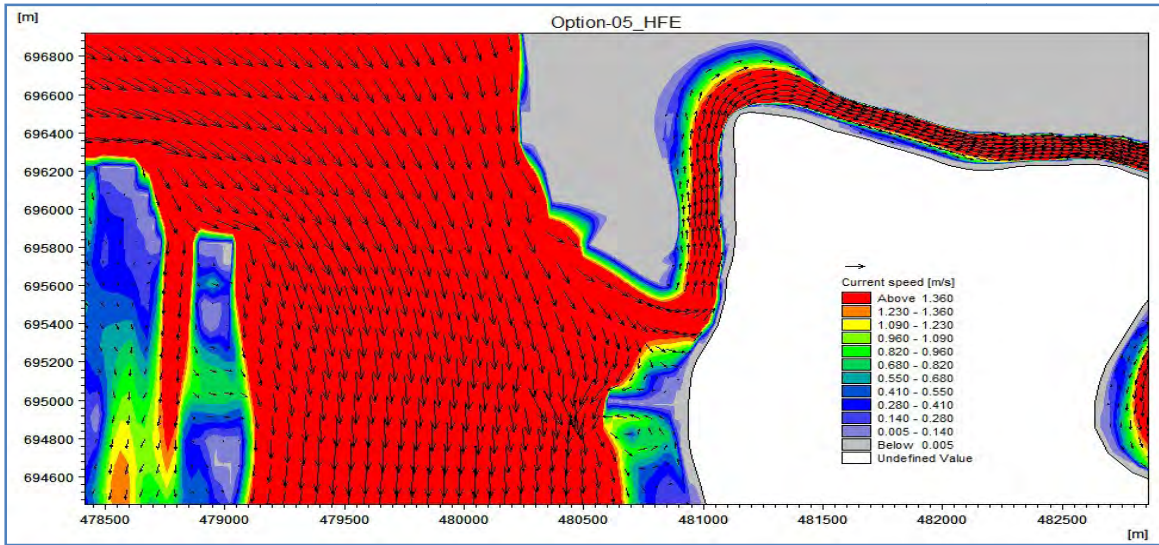 [m]
Option-05_HFE
696800
696600
696400
696200
696000
695800
695600
695400
695200
695000
694800
694600
Current speed [m/s]
Above 1.360
1.230 - 1.360
1.090 - 1.230
0.960 - 1.090
0.820 - 0.960
0.680 - 0.820
0.550 - 0.680
0.410 - 0.550
0.280 - 0.410
0.140 - 0.280
0.005 - 0.140
Below 0.005
Undefined Value
478500 479000 479500 480000 480500 481000 481500 482000 482500
[m]